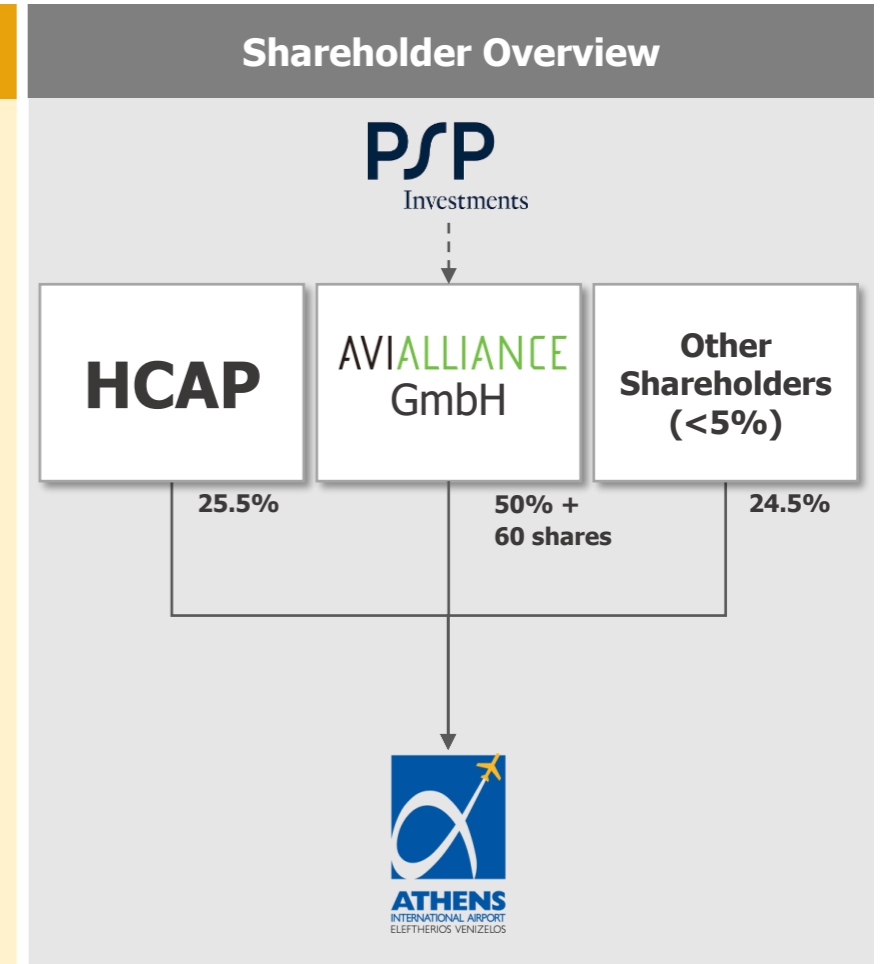 Shareholder Overview
PSP
Investments
HCAP
AVIALLIANCE
GmbH
Other
Shareholders
(<5%)
25.5%
50% +
60 shares
24.5%
ATHENS
INTERNATIONAL AIRPORT
ELEFTHERIOS VENIZELOS